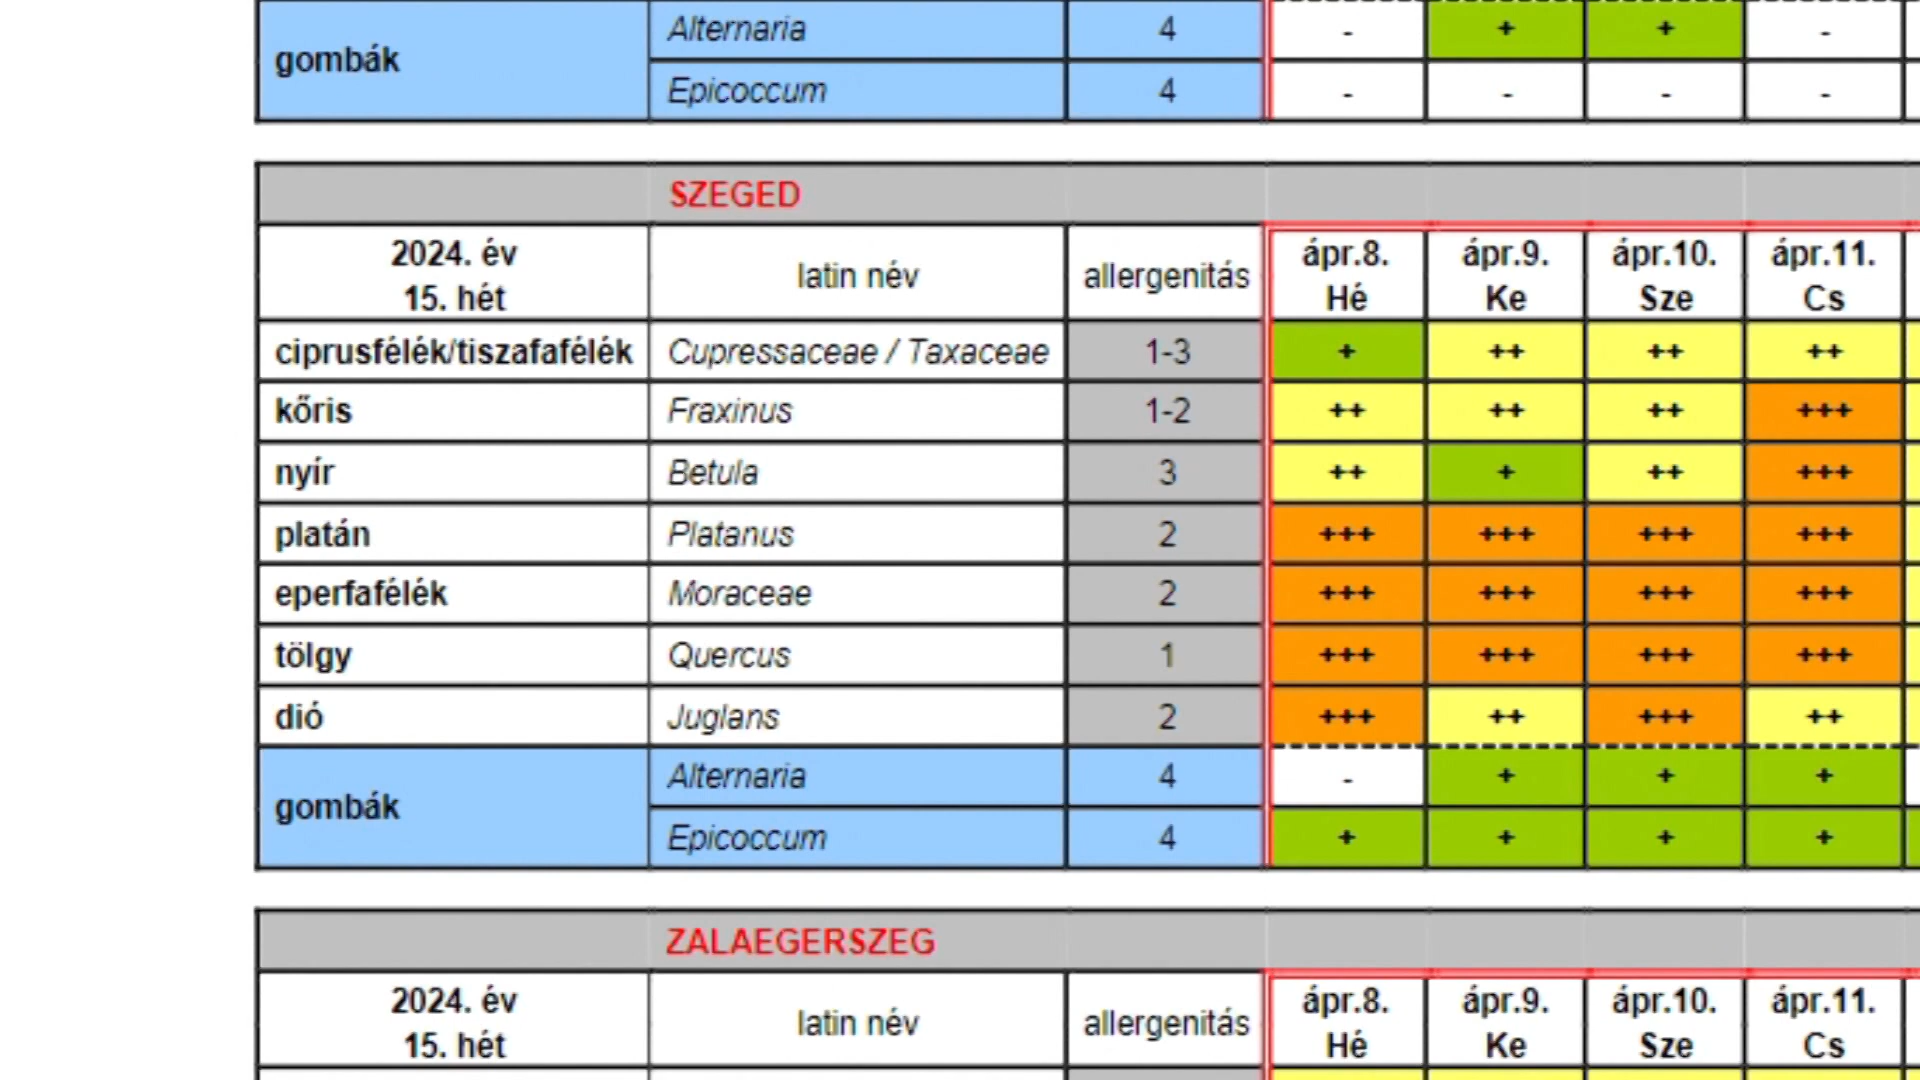 gombák Alternaria 4 - + + -
Epicoccum 4 - - - -
SZEGED
2024. év 15. hét latin név allergenitás ápr.8. Hé ápr.9. Ke ápr.10. Sze ápr.11. Cs
ciprusfélék/tiszafafélék Cupressaceae / Taxaceae 1-3 + ++ ++ ++
kőris Fraxinus 1-2 ++ ++ ++ +++
nyír Betula 3 ++ + ++ +++
platán Platanus 2 +++ +++ +++ +++
eperfafélék Moraceae 2 +++ +++ +++ +++
tölgy Quercus 1 +++ +++ +++ +++
dió Juglans 2 +++ ++ +++ ++
gombák Alternaria 4 - + + +
Epicoccum 4 + + + +
ZALAEGERSZEG
2024. év 15. hét latin név allergenitás ápr.8. Hé ápr.9. Ke ápr.10. Sze ápr.11. Cs